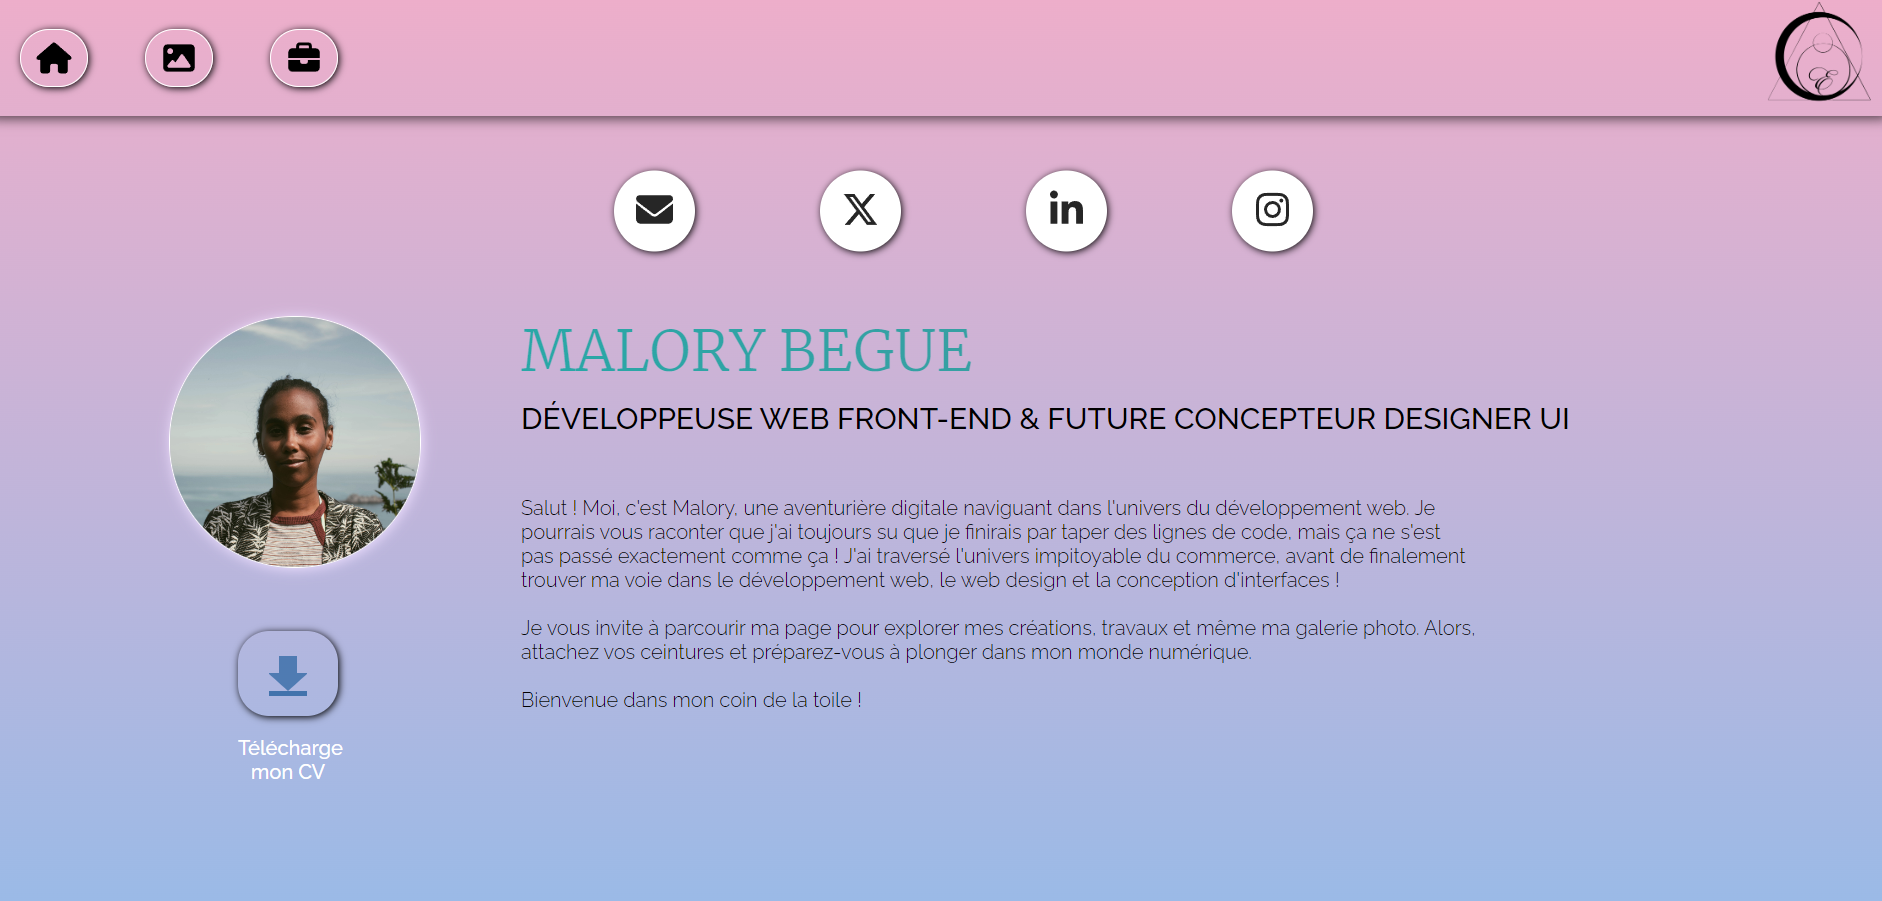 E
MALORY BEGUE
DÉVELOPPEUSE WEB FRONT-END & FUTURE CONCEPTEUR DESIGNER UI
Salut ! Moi, c'est Malory, une aventurière digitale naviguant dans l'univers du développement web. Je
pourrais vous raconter que j'ai toujours su que je finirais par taper des lignes de code, mais ça ne s'est
pas passé exactement comme ça ! J'ai traversé l'univers impitoyable du commerce, avant de finalement
trouver ma voie dans le développement web, le web design et la conception d'interfaces !
Je vous invite à parcourir ma page pour explorer mes créations, travaux et même ma galerie photo. Alors,
attachez vos ceintures et préparez-vous à plonger dans mon monde numérique.
Bienvenue dans mon coin de la toile !
Télécharge
mon CV